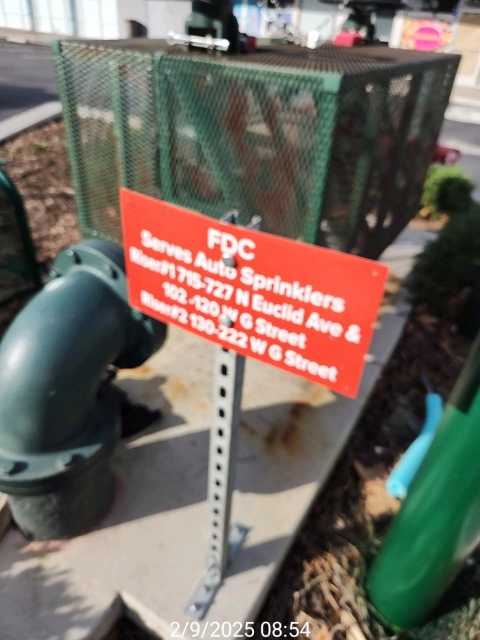 FDC
Serves Auto Sprinklers
Riser#1 715-727 N Euclid Ave &
102 -120 W G Street
Riser#2 130-222 W G Street
2/9/2025 08:54